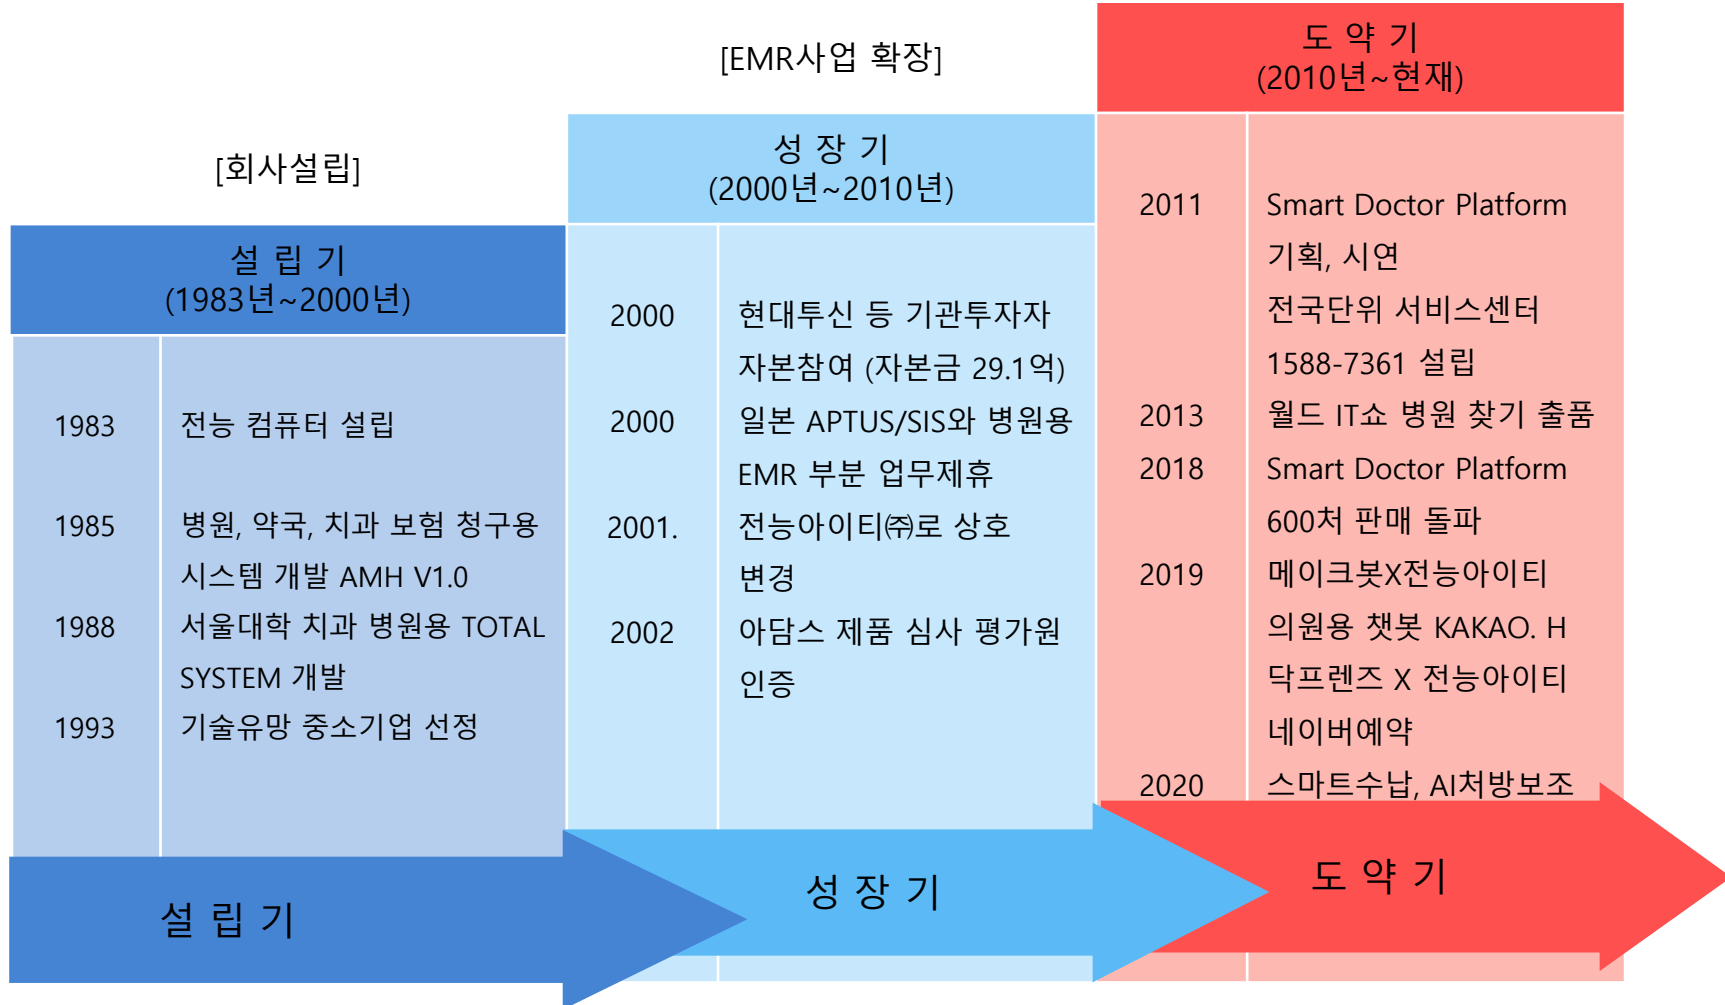 [회사설립]
설 립 기
(1983년~2000년)
1983 전능 컴퓨터 설립
1985 병원, 약국, 치과 보험 청구용
시스템 개발 AMH V1.0
1988 서울대학 치과 병원용 TOTAL
SYSTEM 개발
1993 기술유망 중소기업 선정
설 립 기
[EMR사업 확장]
성 장 기
(2000년~2010년)
2000 현대투신 등 기관투자자
자본참여 (자본금 29.1억)
2000 일본 APTUS/SIS와 병원용
EMR 부분 업무제휴
2001. 전능아이티㈜로 상호
변경
2002 아담스 제품 심사 평가원
인증
성 장 기
도 약 기
(2010년~현재)
2011 Smart Doctor Platform
기획, 시연
전국단위 서비스센터
1588-7361 설립
2013 월드 IT쇼 병원 찾기 출품
2018 Smart Doctor Platform
600처 판매 돌파
2019 메이크봇X전능아이티
의원용 챗봇 KAKAO. H
닥프렌즈 X 전능아이티
네이버예약
2020 스마트수납, AI처방보조
도 약 기